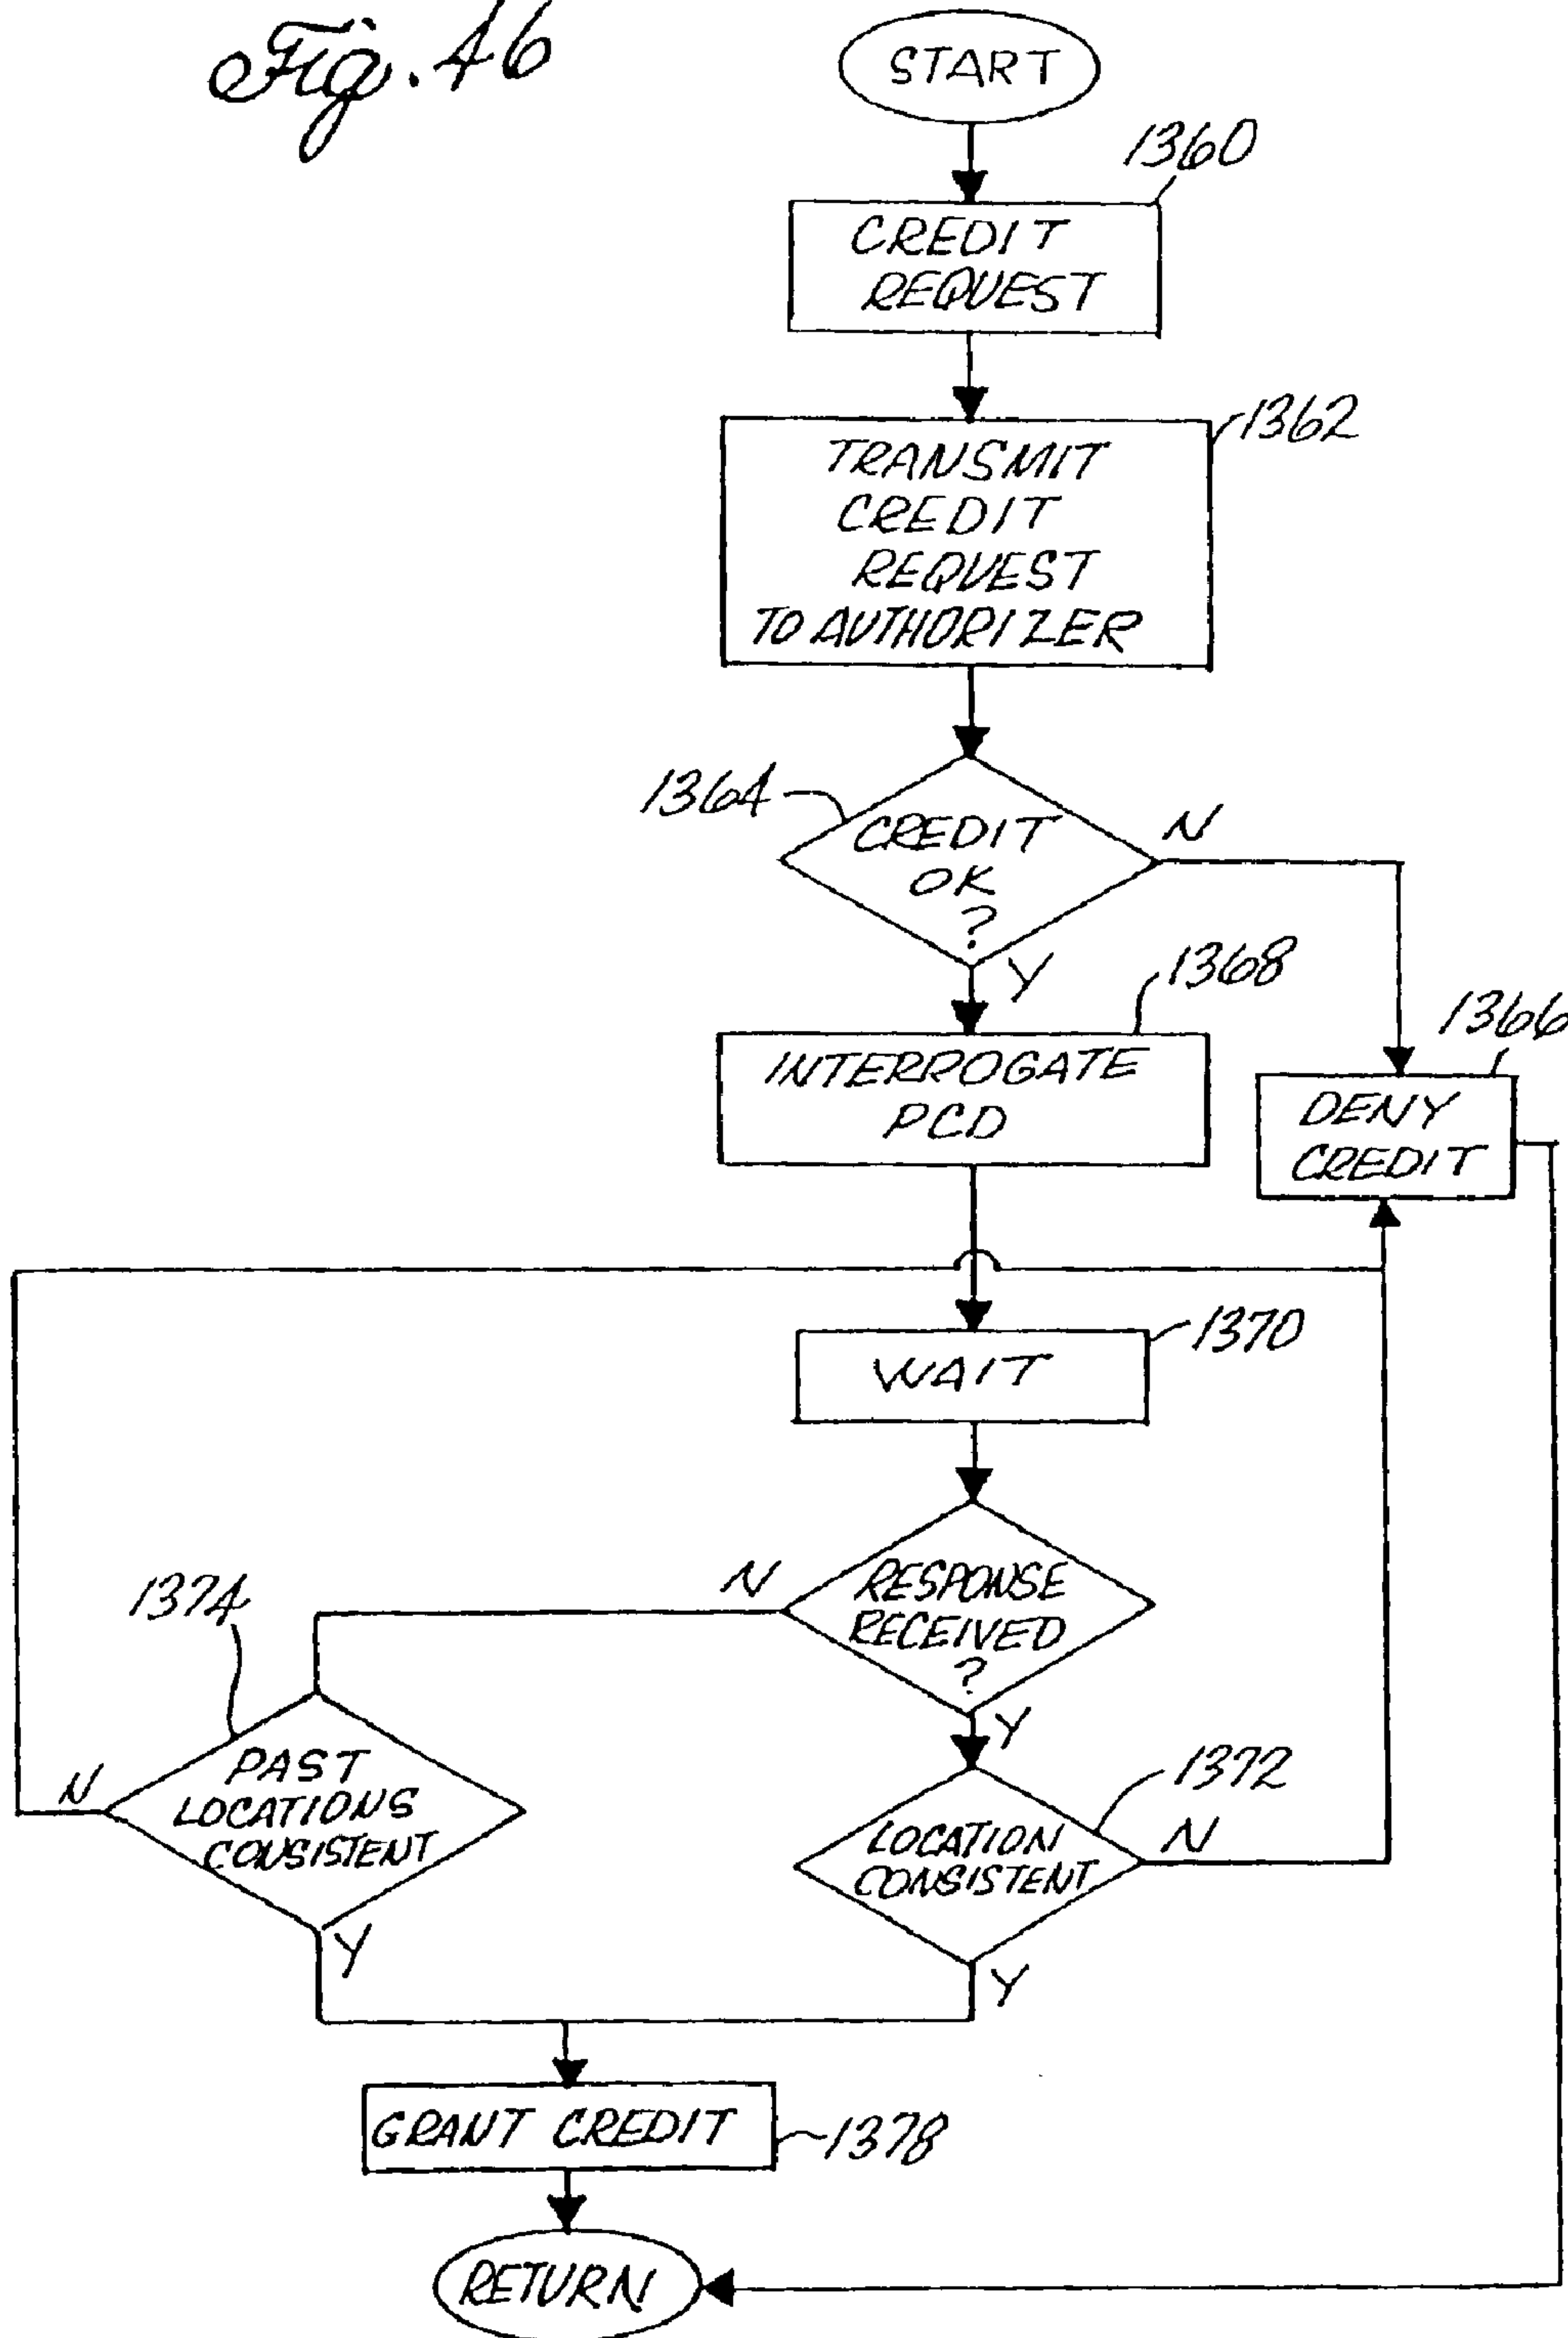 Fig. 46
START
1360
CREDIT
REQUEST
1362
TRANSMIT
CREDIT
REQUEST
TO AUTHORIZER
1364
CREDIT
OK
?
N
Y
1368
INTERROGATE
PCD
1366
DENY
CREDIT
1370
WAIT
RESPONSE
RECEIVED
?
N
Y
1374
PAST
LOCATIONS
CONSISTENT
N
Y
1372
LOCATION
CONSISTENT
N
Y
GRANT CREDIT
1378
RETURN